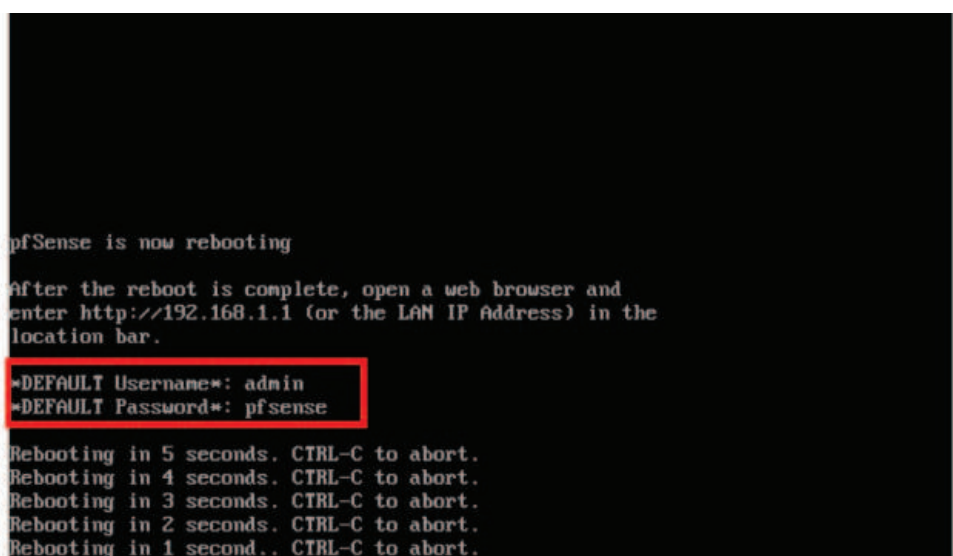 pfSense is now rebooting
After the reboot is complete, open a web browser and
enter http://192.168.1.1 (or the LAN IP Address) in the
location bar.
*DEFAULT Username*: admin
*DEFAULT Password*: pfsense
Rebooting in 5 seconds. CTRL-C to abort.
Rebooting in 4 seconds. CTRL-C to abort.
Rebooting in 3 seconds. CTRL-C to abort.
Rebooting in 2 seconds. CTRL-C to abort.
Rebooting in 1 second.. CTRL-C to abort.